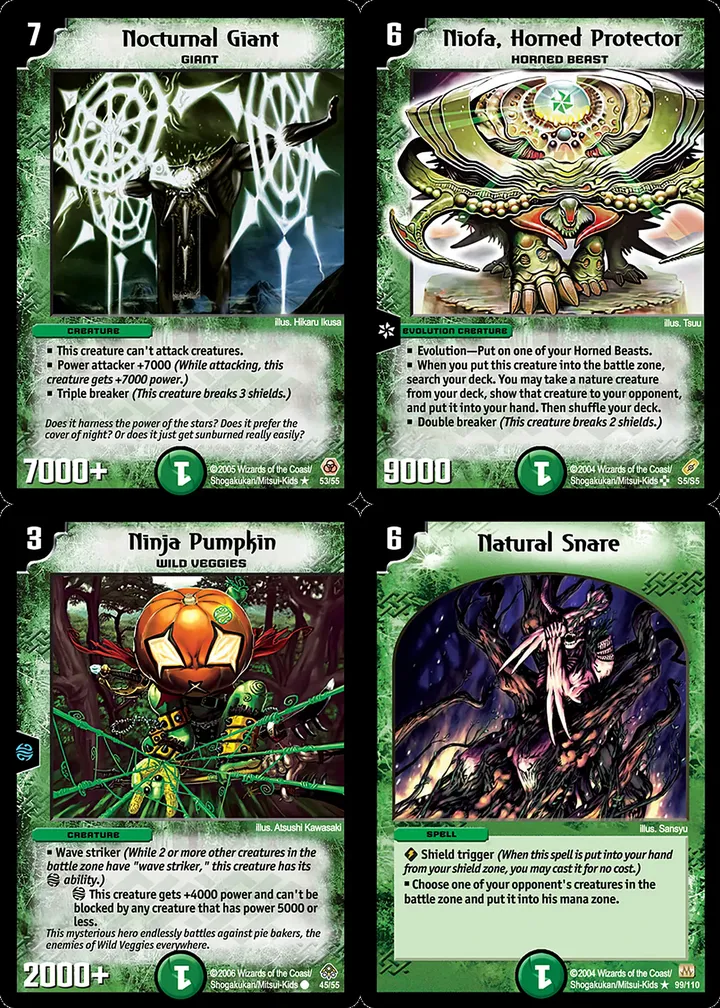 7
Nocturnal Giant
GIANT
illus. Hikaru Ikusa
CREATURE
▪ This creature can't attack creatures.
▪ Power attacker +7000 (While attacking, this
creature gets +7000 power.)
▪ Triple breaker (This creature breaks 3 shields.)
Does it harness the power of the stars? Does it prefer the
cover of night? Or does it just get sunburned really easily?
7000+
1
©2005 Wizards of the Coast/
Shogakukan/Mitsui-Kids ★ 53/55
6
Niofa, Horned Protector
HORNED BEAST
illus. Tsuu
EVOLUTION CREATURE
▪ Evolution—Put on one of your Horned Beasts.
▪ When you put this creature into the battle zone,
search your deck. You may take a nature creature
from your deck, show that creature to your opponent,
and put it into your hand. Then shuffle your deck.
▪ Double breaker (This creature breaks 2 shields.)
9000
1
©2004 Wizards of the Coast/
Shogakukan/Mitsui-Kids S5/S5
3
Ninja Pumpkin
WILD VEGGIES
illus. Atsushi Kawasaki
CREATURE
▪ Wave striker (While 2 or more other creatures in the
battle zone have "wave striker," this creature has its
ability.)
This creature gets +4000 power and can't be
blocked by any creature that has power 5000 or
less.
This mysterious hero endlessly battles against pie bakers, the
enemies of Wild Veggies everywhere.
2000+
1
©2006 Wizards of the Coast/
Shogakukan/Mitsui-Kids ● 45/55
6
Natural Snare
illus. Sansyu
SPELL
Shield trigger (When this spell is put into your hand
from your shield zone, you may cast it for no cost.)
▪ Choose one of your opponent's creatures in the
battle zone and put it into his mana zone.
1
©2004 Wizards of the Coast/
Shogakukan/Mitsui-Kids ★ 99/110